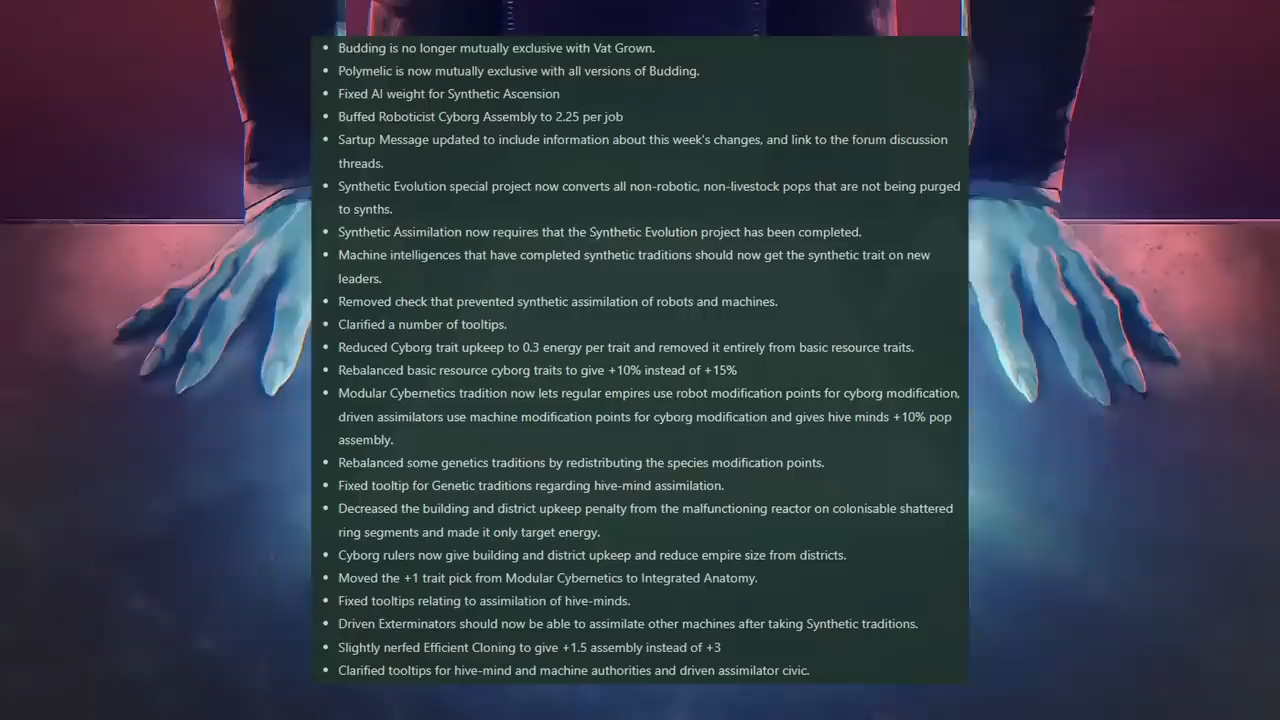 • Budding is no longer mutually exclusive with Vat Grown.
• Polymelic is now mutually exclusive with all versions of Budding.
• Fixed AI weight for Synthetic Ascension
• Buffed Roboticist Cyborg Assembly to 2.25 per job
• Sartup Message updated to include information about this week's changes, and link to the forum discussion
threads.
• Synthetic Evolution special project now converts all non-robotic, non-livestock pops that are not being purged
to synths.
• Synthetic Assimilation now requires that the Synthetic Evolution project has been completed.
• Machine intelligences that have completed synthetic traditions should now get the synthetic trait on new
leaders.
• Removed check that prevented synthetic assimilation of robots and machines.
• Clarified a number of tooltips.
• Reduced Cyborg trait upkeep to 0.3 energy per trait and removed it entirely from basic resource traits.
• Rebalanced basic resource cyborg traits to give +10% instead of +15%
• Modular Cybernetics tradition now lets regular empires use robot modification points for cyborg modification,
driven assimilators use machine modification points for cyborg modification and gives hive minds +10% pop
assembly.
• Rebalanced some genetics traditions by redistributing the species modification points.
• Fixed tooltip for Genetic traditions regarding hive-mind assimilation.
• Decreased the building and district upkeep penalty from the malfunctioning reactor on colonisable shattered
ring segments and made it only target energy.
• Cyborg rulers now give building and district upkeep and reduce empire size from districts.
• Moved the +1 trait pick from Modular Cybernetics to Integrated Anatomy.
• Fixed tooltips relating to assimilation of hive-minds.
• Driven Exterminators should now be able to assimilate other machines after taking Synthetic traditions.
• Slightly nerfed Efficient Cloning to give +1.5 assembly instead of +3
• Clarified tooltips for hive-mind and machine authorities and driven assimilator civic.